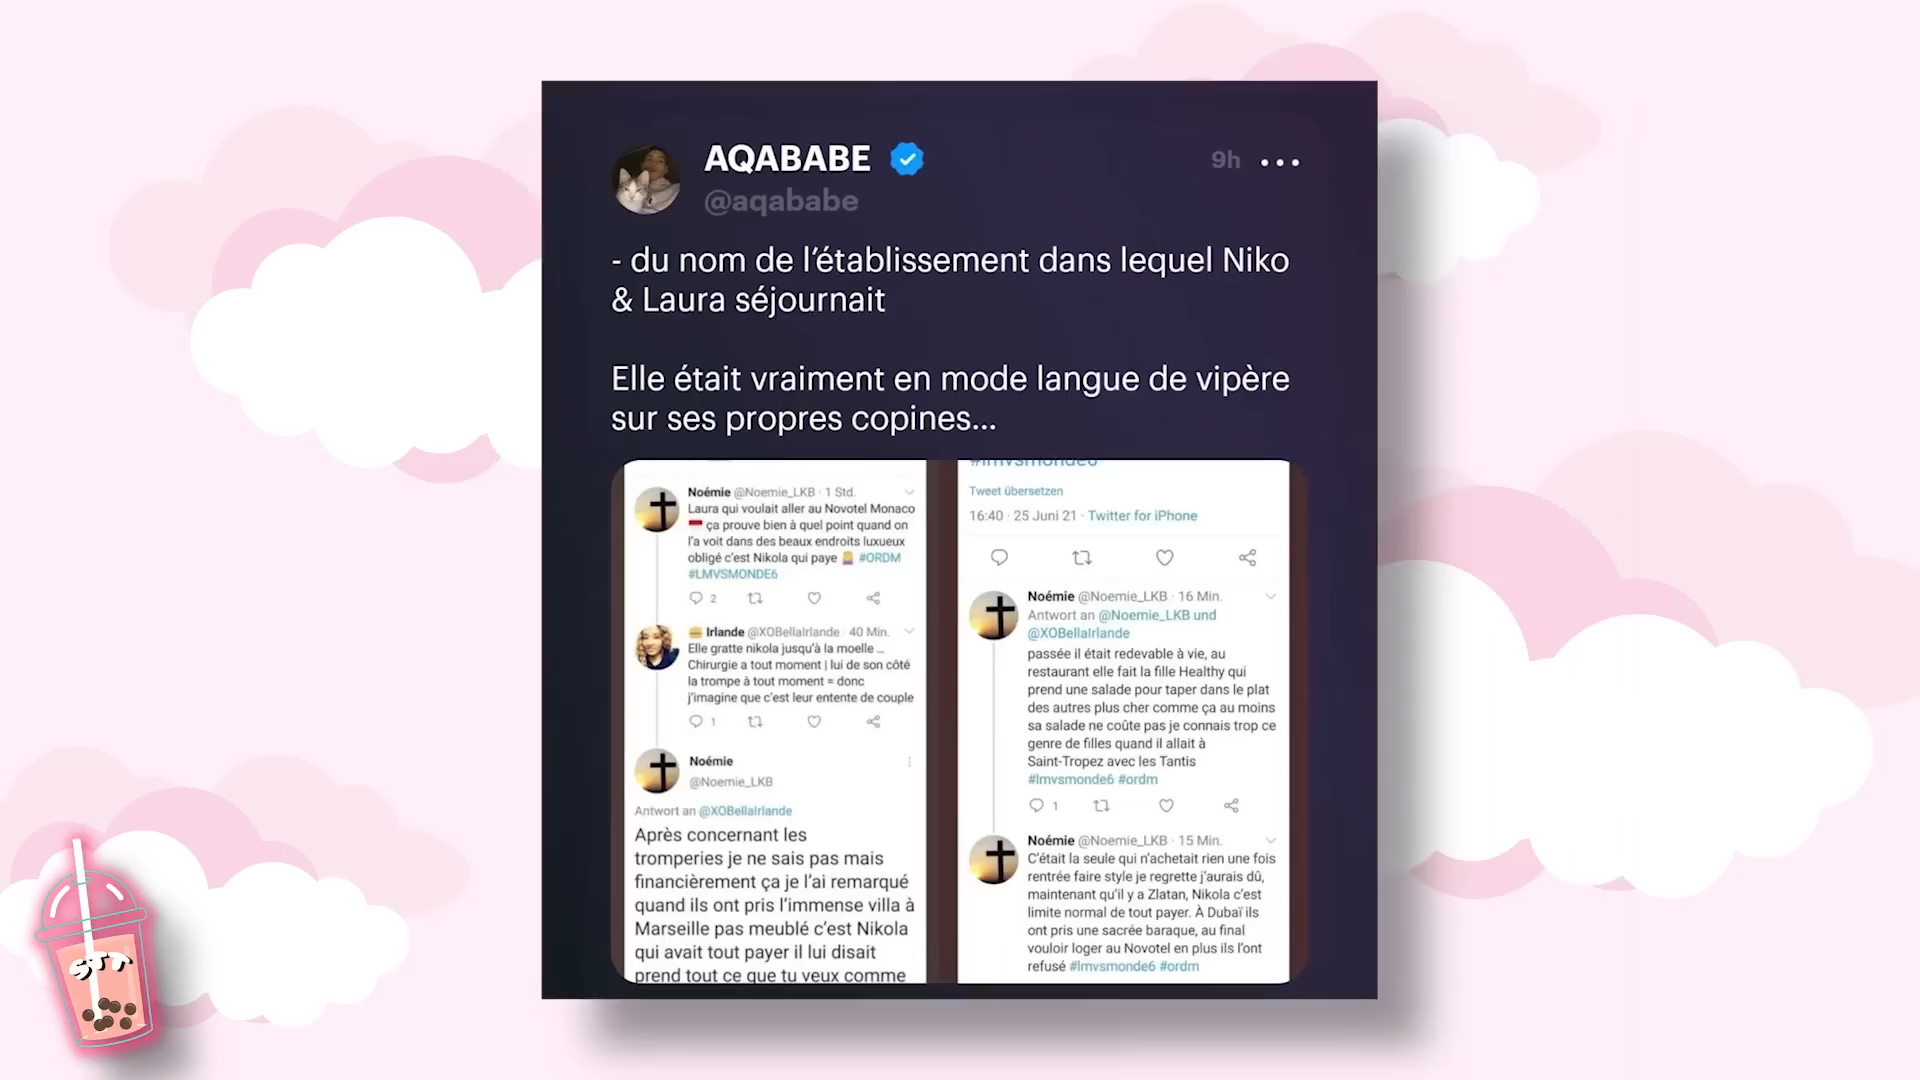 AQABABE
9h
@aqababe
- du nom de l'établissement dans lequel Niko
& Laura séjournait
Elle était vraiment en mode langue de vipère
sur ses propres copines...
Noémie @Noemie_LKB · 1 Std.
Laura qui voulait aller au Novotel Monaco
🇲🇨 ça prouve bien à quel point quand on
l'a voit dans des beaux endroits luxueux
obligé c'est Nikola qui paye #ORDM
#LMVSMONDE6
2
Irlande @XOBellaIrlande · 40 Min.
Elle gratte nikola jusqu'à la moelle ...
Chirurgie a tout moment | lui de son côté
la trompe à tout moment = donc
j'imagine que c'est leur entente de couple
1
Noémie
@Noemie_LKB
Antwort an @XOBellaIrlande
Après concernant les
tromperies je ne sais pas mais
financièrement ça je l'ai remarqué
quand ils ont pris l'immense villa à
Marseille pas meublé c'est Nikola
qui avait tout payer il lui disait
prend tout ce que tu veux comme
#lmvsmonde6
Tweet übersetzen
16:40 · 25 Juni 21 · Twitter for iPhone
Noémie @Noemie_LKB · 16 Min.
Antwort an @Noemie_LKB und
@XOBellaIrlande
passée il était redevable à vie, au
restaurant elle fait la fille Healthy qui
prend une salade pour taper dans le plat
des autres plus cher comme ça au moins
sa salade ne coûte pas je connais trop ce
genre de filles quand il allait à
Saint-Tropez avec les Tantis
#lmvsmonde6 #ordm
1
Noémie @Noemie_LKB · 15 Min.
C'était la seule qui n'achetait rien une fois
rentrée faire style je regrette j'aurais dû,
maintenant qu'il y a Zlatan, Nikola c'est
limite normal de tout payer. À Dubaï ils
ont pris une sacrée baraque, au final
vouloir loger au Novotel en plus ils l'ont
refusé #lmvsmonde6 #ordm
STT